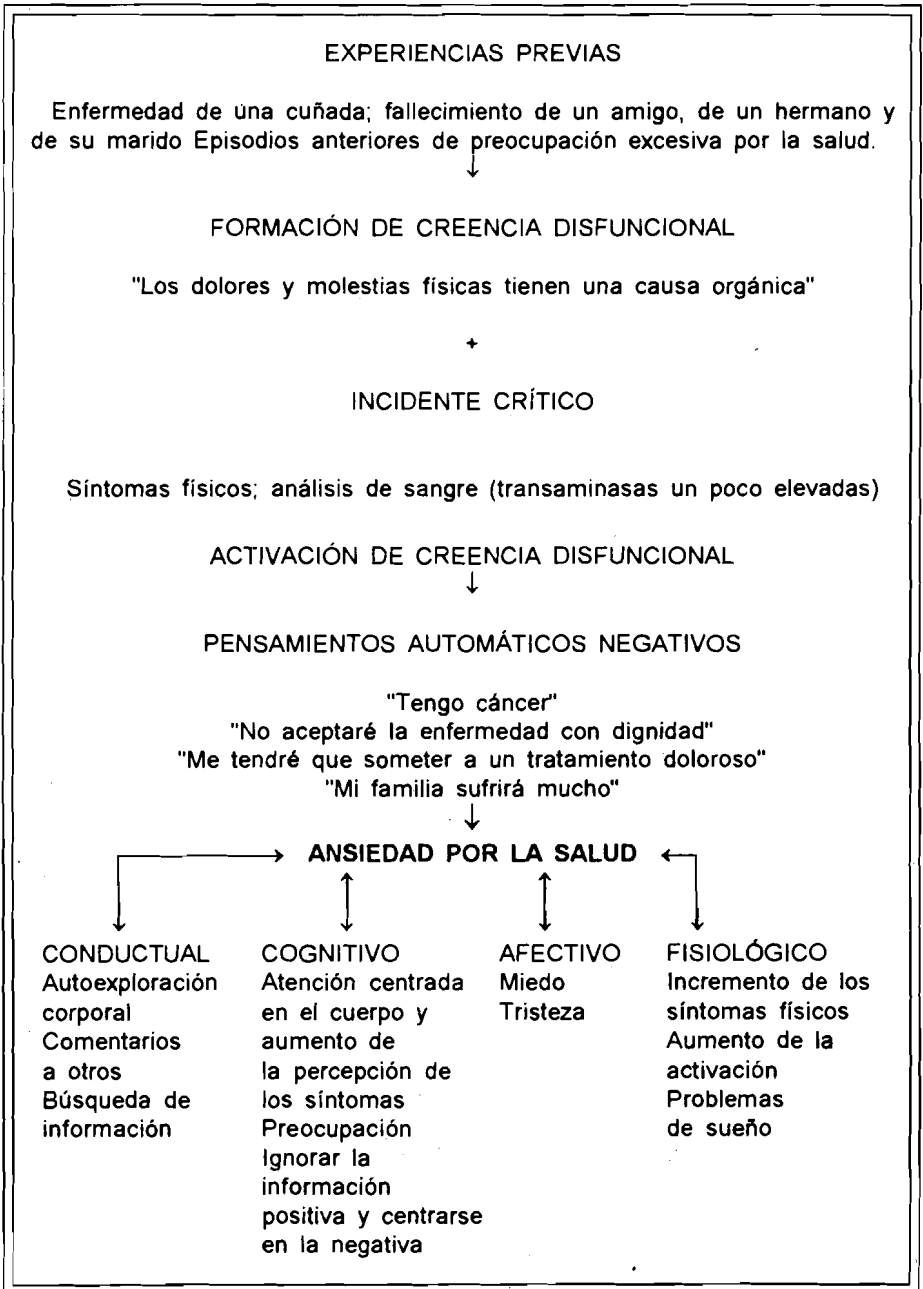 EXPERIENCIAS PREVIAS
Enfermedad de una cuñada; fallecimiento de un amigo, de un hermano y
de su marido Episodios anteriores de preocupación excesiva por la salud.
↓
FORMACIÓN DE CREENCIA DISFUNCIONAL
"Los dolores y molestias físicas tienen una causa orgánica"
+
INCIDENTE CRÍTICO
Síntomas físicos; análisis de sangre (transaminasas un poco elevadas)
ACTIVACIÓN DE CREENCIA DISFUNCIONAL
↓
PENSAMIENTOS AUTOMÁTICOS NEGATIVOS
"Tengo cáncer"
"No aceptaré la enfermedad con dignidad"
"Me tendré que someter a un tratamiento doloroso"
"Mi familia sufrirá mucho"
↓
ANSIEDAD POR LA SALUD
CONDUCTUAL
Autoexploración
corporal
Comentarios
a otros
Búsqueda de
información
COGNITIVO
Atención centrada
en el cuerpo y
aumento de
la percepción de
los síntomas
Preocupación
Ignorar la
información
positiva y centrarse
en la negativa
AFECTIVO
Miedo
Tristeza
FISIOLÓGICO
Incremento de los
síntomas físicos
Aumento de la
activación
Problemas
de sueño